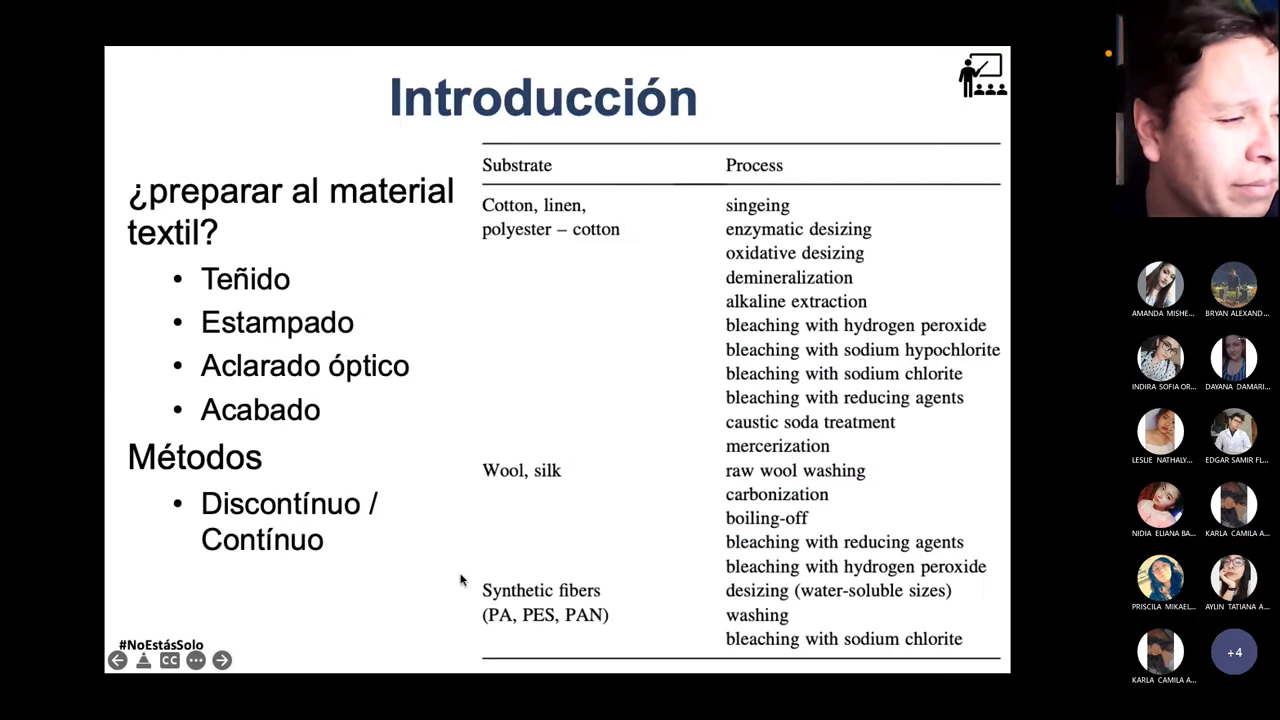 Introducción
¿preparar al material
textil?
• Teñido
• Estampado
• Aclarado óptico
• Acabado
Métodos
• Discontínuo /
Contínuo
#NoEstásSolo
CC
Substrate Process
Cotton, linen, singeing
polyester – cotton enzymatic desizing
oxidative desizing
demineralization
alkaline extraction
bleaching with hydrogen peroxide
bleaching with sodium hypochlorite
bleaching with sodium chlorite
bleaching with reducing agents
caustic soda treatment
mercerization
Wool, silk raw wool washing
carbonization
boiling-off
bleaching with reducing agents
bleaching with hydrogen peroxide
Synthetic fibers desizing (water-soluble sizes)
(PA, PES, PAN) washing
bleaching with sodium chlorite
AMANDA MISHE... BRYAN ALEXAND...
INDIRA SOFIA OR... DAYANA DAMARI...
LESLIE NATHALY... EDGAR SAMIR FL...
NIDIA ELIANA BA... KARLA CAMILA A...
PRISCILA MIKAEL... AYLIN TATIANA A...
KARLA CAMILA A... +4